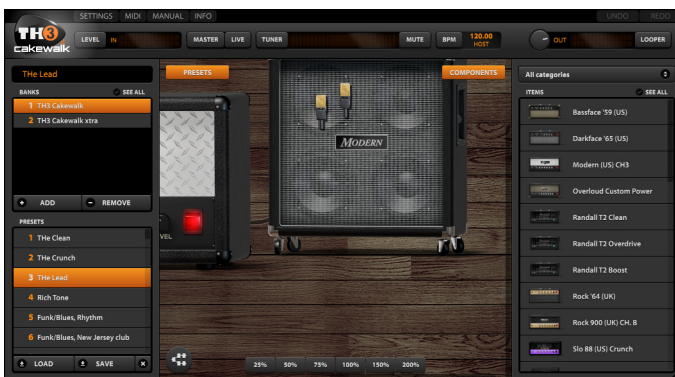 SETTINGS MIDI MANUAL INFO UNDO REDO
TH3
cakewalk
LEVEL IN MASTER LIVE TUNER MUTE BPM 120.00 HOST OUT LOOPER
THe Lead
BANKS SEE ALL
1 TH3 Cakewalk
2 TH3 Cakewalk xtra
ADD REMOVE
PRESETS
1 THe Clean
2 THe Crunch
3 THe Lead
4 Rich Tone
5 Funk/Blues, Rhythm
6 Funk/Blues, New Jersey club
LOAD SAVE
PRESETS COMPONENTS
MODERN
VEL
25% 50% 75% 100% 150% 200%
All categories
ITEMS SEE ALL
Bassface '59 (US)
Darkface '65 (US)
Modern (US) CH3
Overloud Custom Power
Randall T2 Clean
Randall T2 Overdrive
Randall T2 Boost
Rock '64 (UK)
Rock 900 (UK) CH. B
Slo 88 (US) Crunch